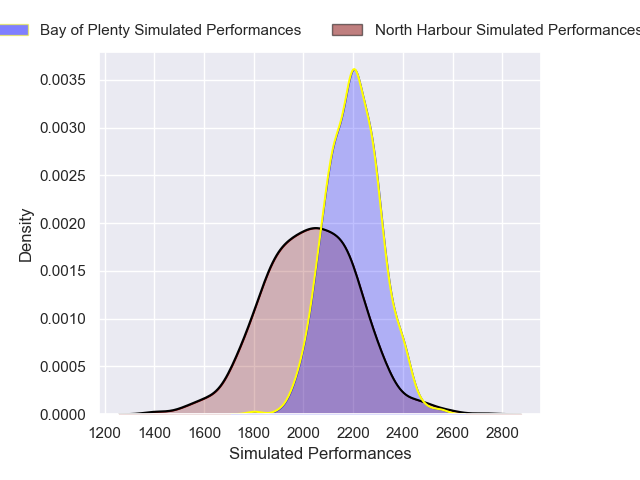 Bay of Plenty Simulated Performances
North Harbour Simulated Performances
0.0035
0.0030
0.0025
0.0020
0.0015
0.0010
0.0005
0.0000
Density
1200 1400 1600 1800 2000 2200 2400 2600 2800
Simulated Performances